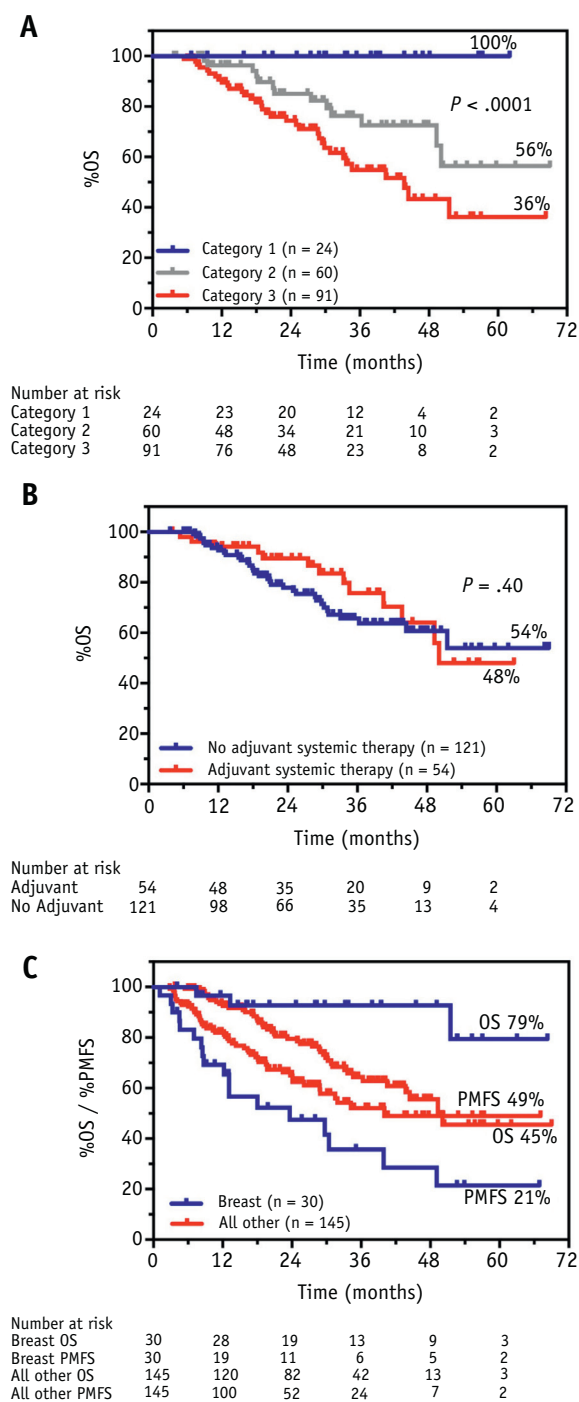 A
100%
100
80
P < .0001
60
56%
%OS
40
36%
20
Category 1 (n = 24)
Category 2 (n = 60)
Category 3 (n = 91)
0
0 12 24 36 48 60 72
Time (months)
Number at risk
Category 1 24 23 20 12 4 2
Category 2 60 48 34 21 10 3
Category 3 91 76 48 23 8 2
B
100
80
P = .40
60
54%
%OS
48%
40
20
No adjuvant systemic therapy (n = 121)
Adjuvant systemic therapy (n = 54)
0
0 12 24 36 48 60 72
Time (months)
Number at risk
Adjuvant 54 48 35 20 9 2
No Adjuvant 121 98 66 35 13 4
C
100
OS 79%
80
60
PMFS 49%
%OS / %PMFS
OS 45%
40
20
PMFS 21%
Breast (n = 30)
All other (n = 145)
0
0 12 24 36 48 60 72
Time (months)
Number at risk
Breast OS 30 28 19 13 9 3
Breast PMFS 30 19 11 6 5 2
All other OS 145 120 82 42 13 3
All other PMFS 145 100 52 24 7 2